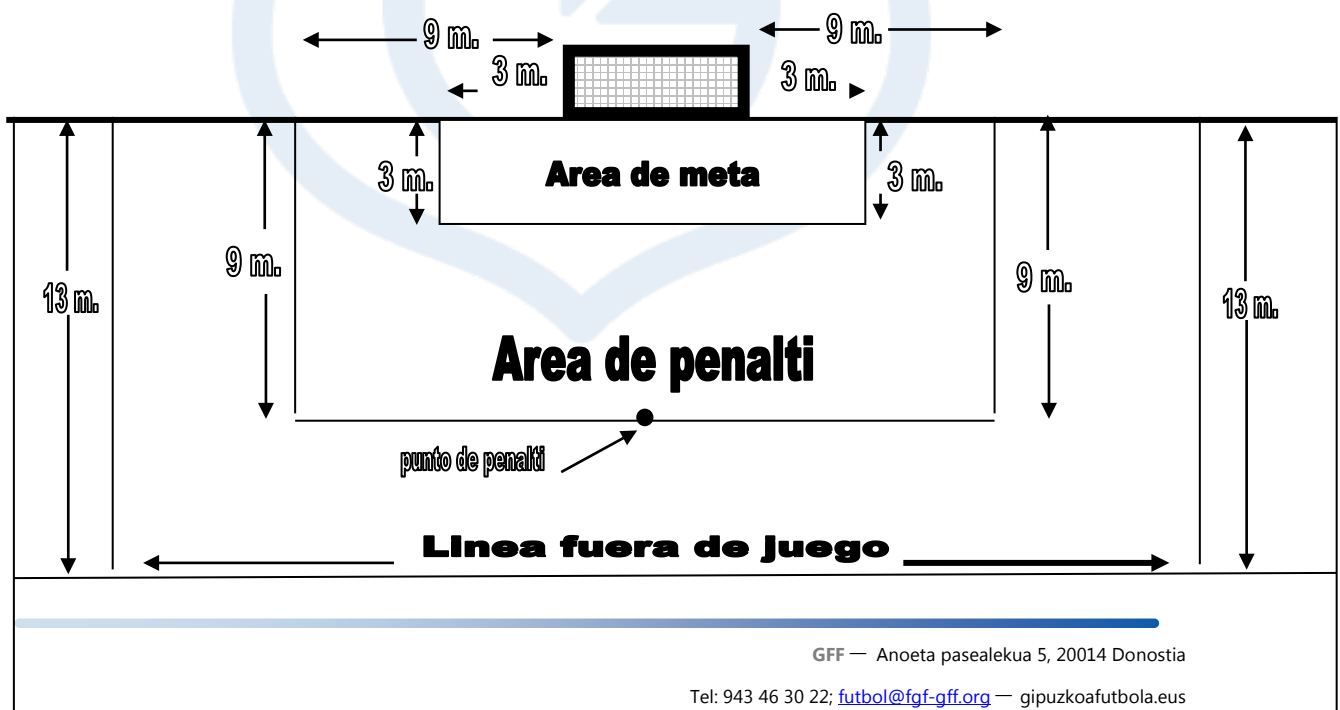 9 m. 9 m.
3 m. 3 m.
3 m. Area de meta 3 m.
9 m. 9 m.
13 m. 13 m.
Area de penalti
punto de penalti
Linea fuera de juego
GFF — Anoeta pasealekua 5, 20014 Donostia
Tel: 943 46 30 22; futbol@fgf-gff.org — gipuzkoafutbola.eus